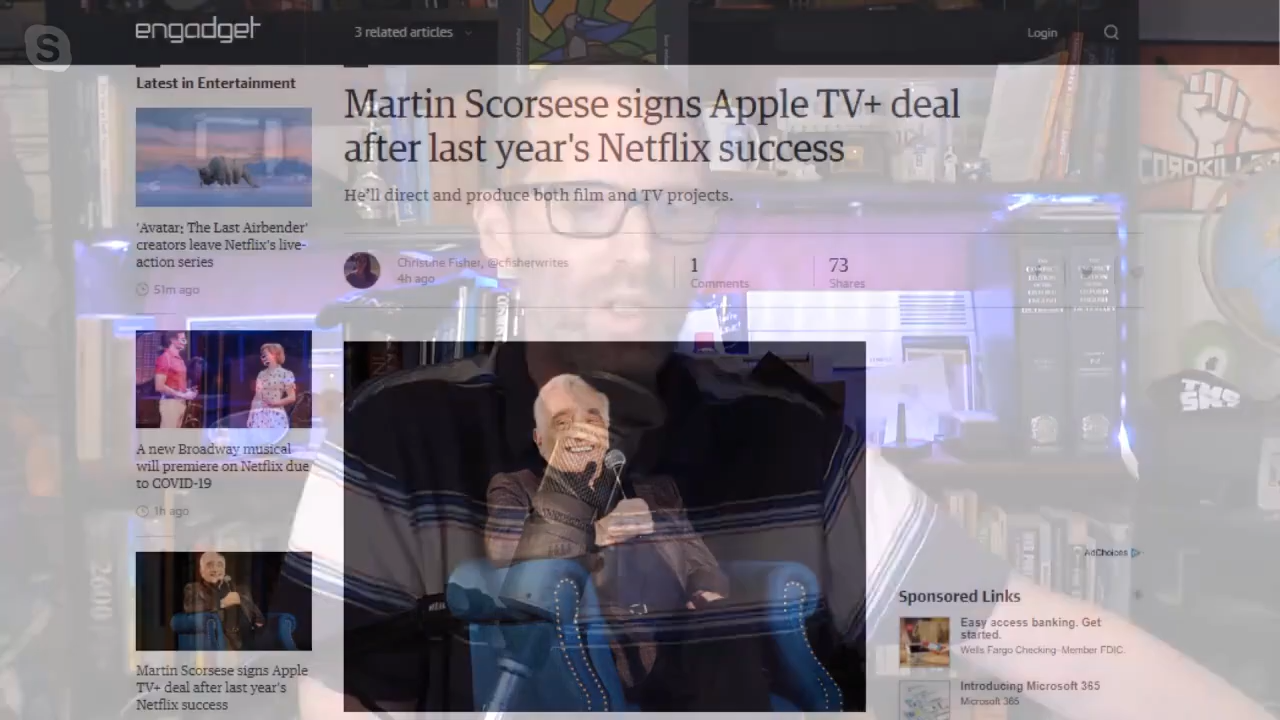 engadget
3 related articles
Login
Latest in Entertainment
Martin Scorsese signs Apple TV+ deal
after last year's Netflix success
He'll direct and produce both film and TV projects.
'Avatar: The Last Airbender'
creators leave Netflix's live-
action series
51m ago
Christine Fisher, @cfisherwrites
4h ago
1
Comments
73
Shares
A new Broadway musical
will premiere on Netflix due
to COVID-19
1h ago
Martin Scorsese signs Apple
TV+ deal after last year's
Netflix success
AdChoices
Sponsored Links
Easy access banking. Get
started.
Wells Fargo Checking-Member FDIC.
Introducing Microsoft 365
Microsoft 365